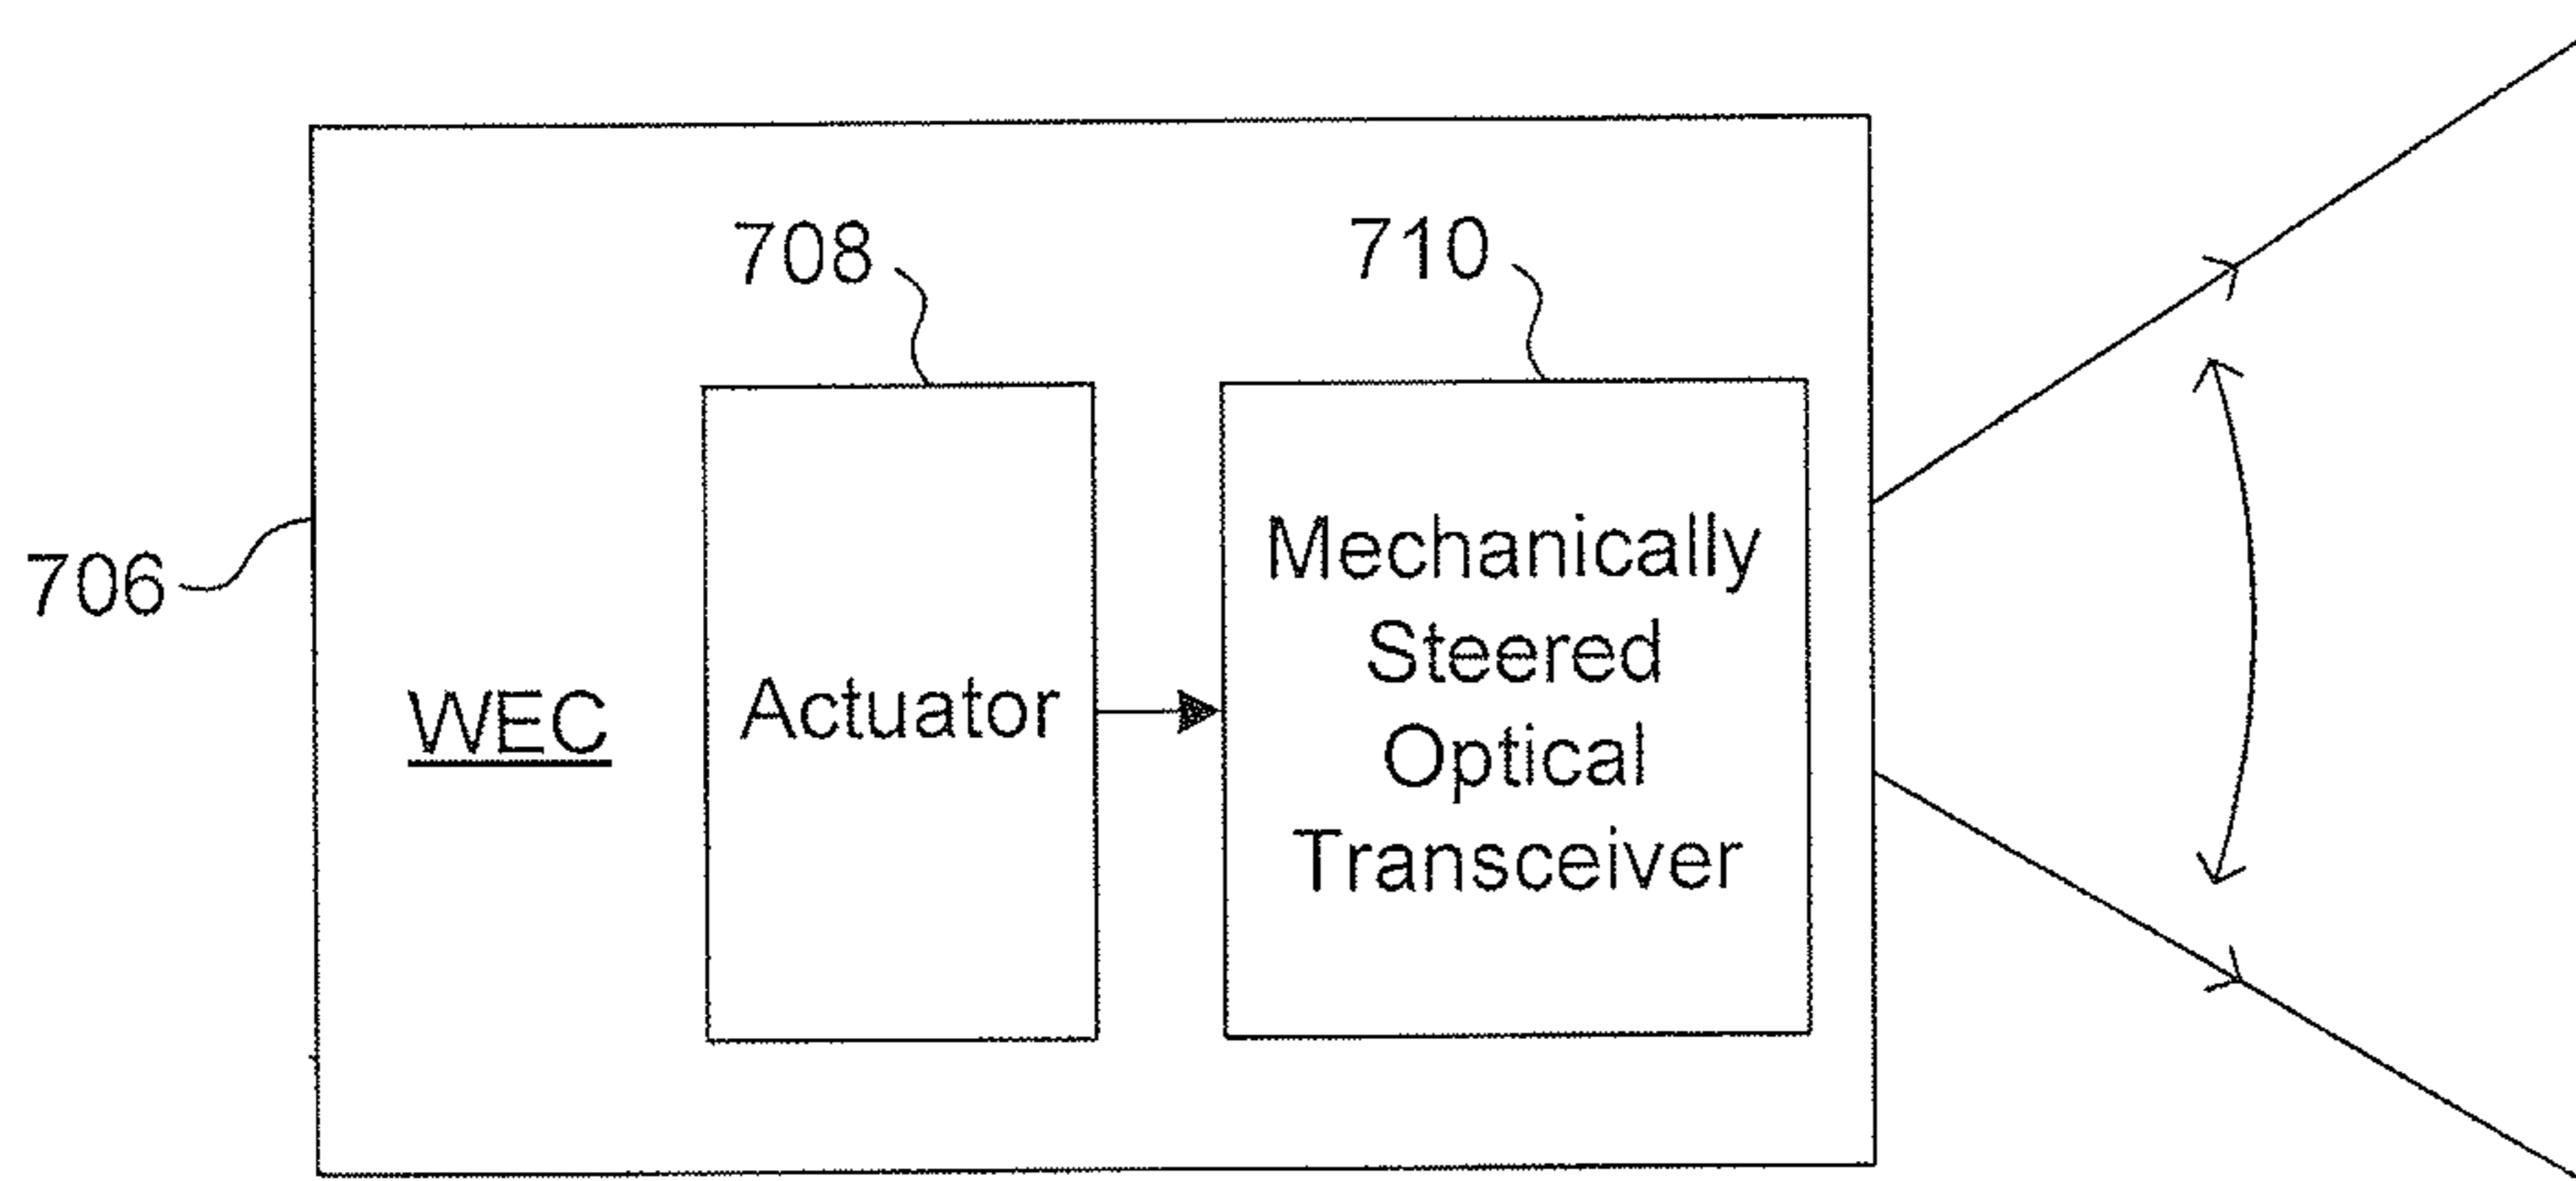 708
710
706
WEC
Actuator
Mechanically
Steered
Optical
Transceiver